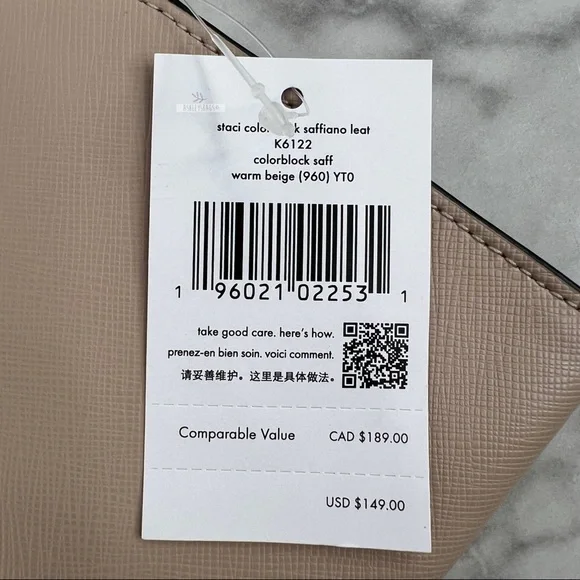 staci color k saffiano leat
K6122
colorblock saff
warm beige (960) YT0
1 96021 02253 1
take good care. here's how.
prenez-en bien soin. voici comment.
请妥善维护。这里是具体做法。
Comparable Value CAD $189.00
USD $149.00